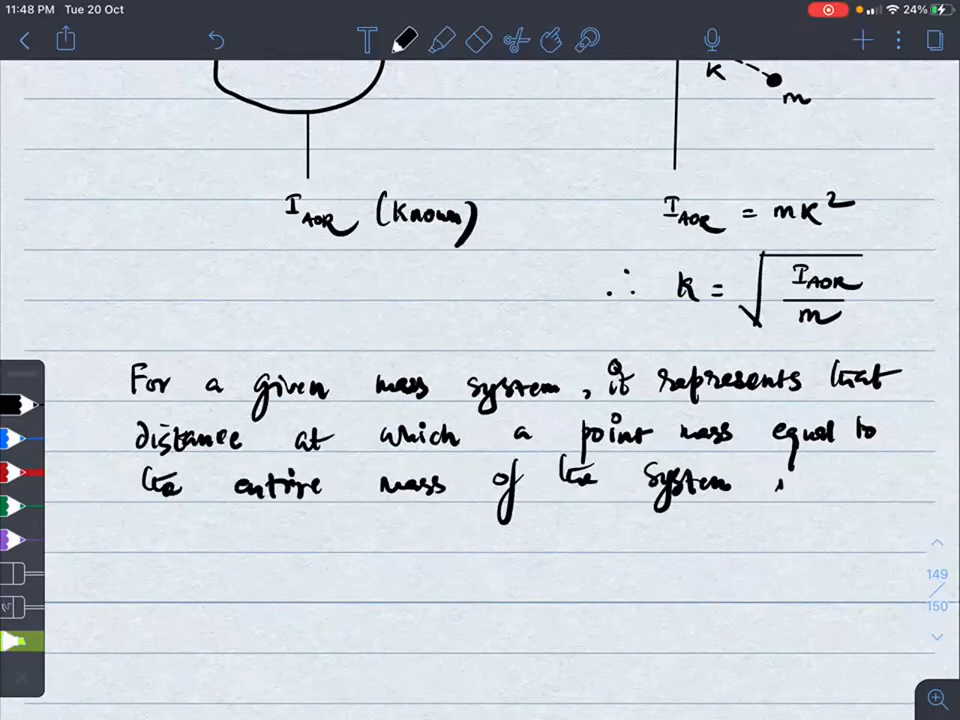 11:48 PM Tue 20 Oct
24%
K
m
I_AOR (Known)
I_AOR = mK²
∴ K = √(I_AOR / m)
For a given mass system, it represents that
distance at which a point mass equal to
the entire mass of the system ,
149
/
150